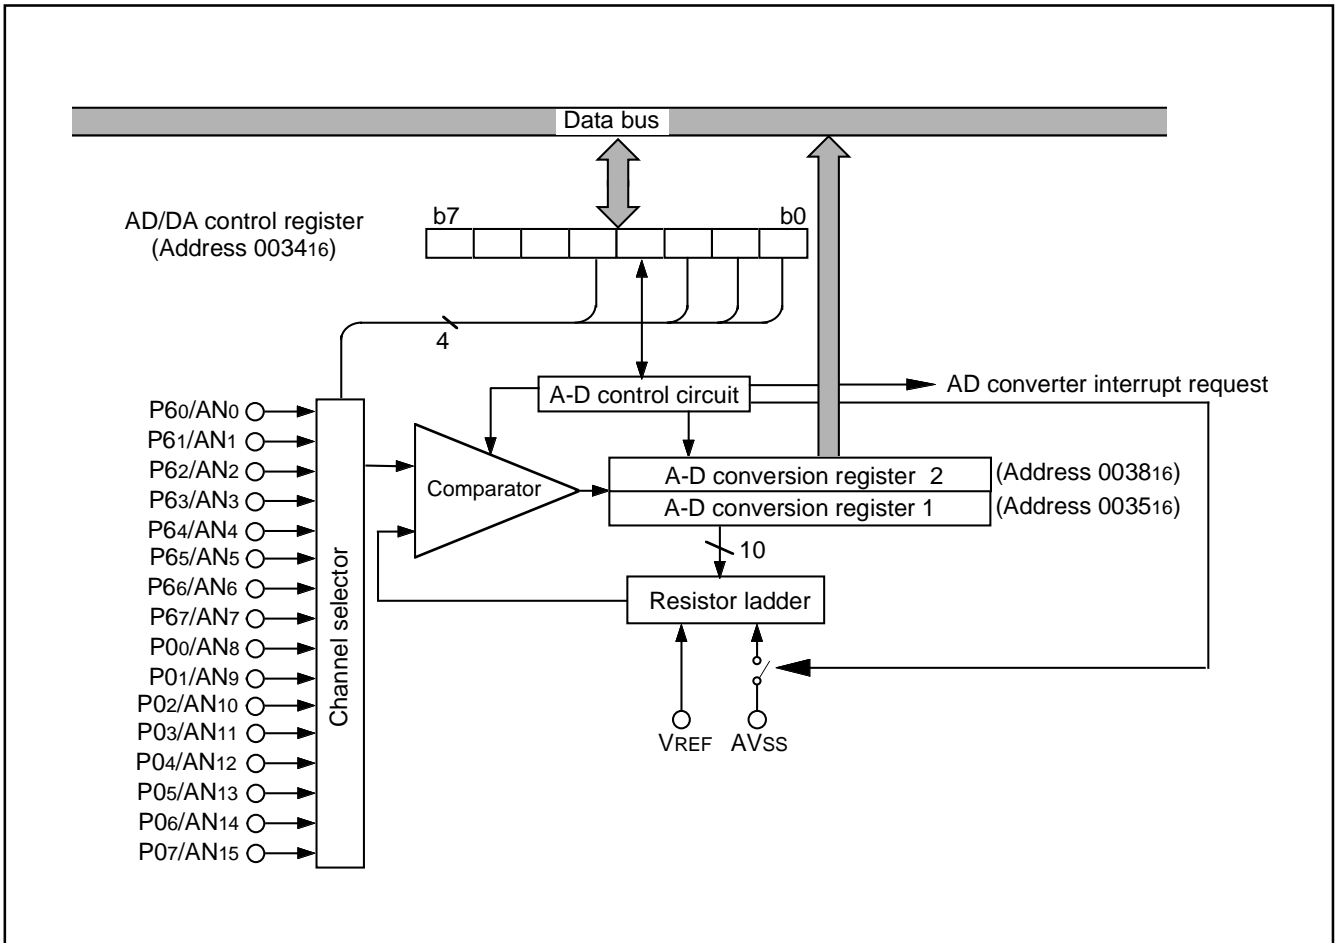 Data bus
AD/DA control register
(Address 003416)
b7
b0
4
A-D control circuit
AD converter interrupt request
P60/AN0
P61/AN1
P62/AN2
P63/AN3
P64/AN4
P65/AN5
P66/AN6
P67/AN7
P00/AN8
P01/AN9
P02/AN10
P03/AN11
P04/AN12
P05/AN13
P06/AN14
P07/AN15
Channel selector
Comparator
A-D conversion register 2
(Address 003816)
A-D conversion register 1
(Address 003516)
10
Resistor ladder
VREF
AVSS